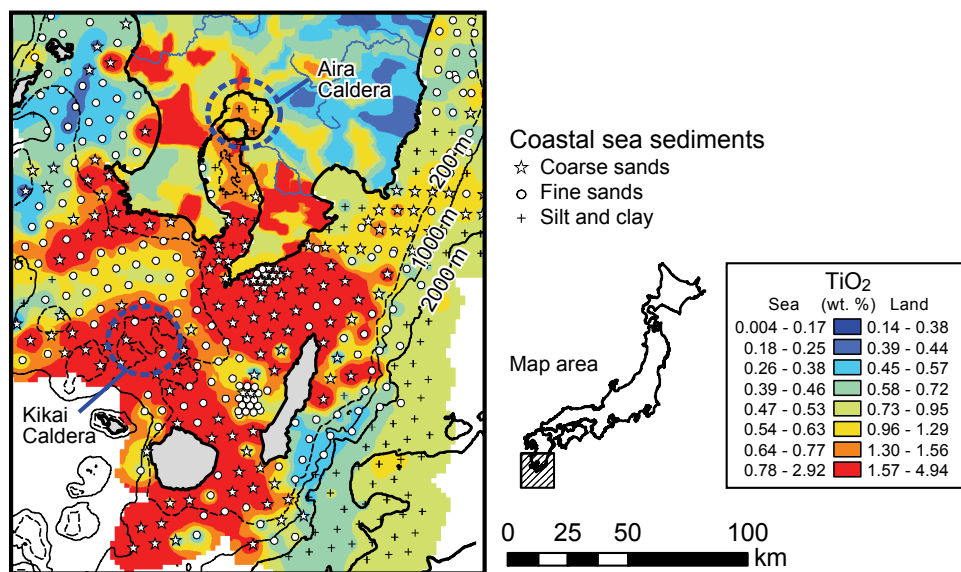 Aira
Caldera
200 m
1000 m
2000 m
Kikai
Caldera
Coastal sea sediments
☆ Coarse sands
○ Fine sands
+ Silt and clay
Map area
TiO₂
Sea (wt. %) Land
0.004 - 0.17 0.14 - 0.38
0.18 - 0.25 0.39 - 0.44
0.26 - 0.38 0.45 - 0.57
0.39 - 0.46 0.58 - 0.72
0.47 - 0.53 0.73 - 0.95
0.54 - 0.63 0.96 - 1.29
0.64 - 0.77 1.30 - 1.56
0.78 - 2.92 1.57 - 4.94
0 25 50 100
km